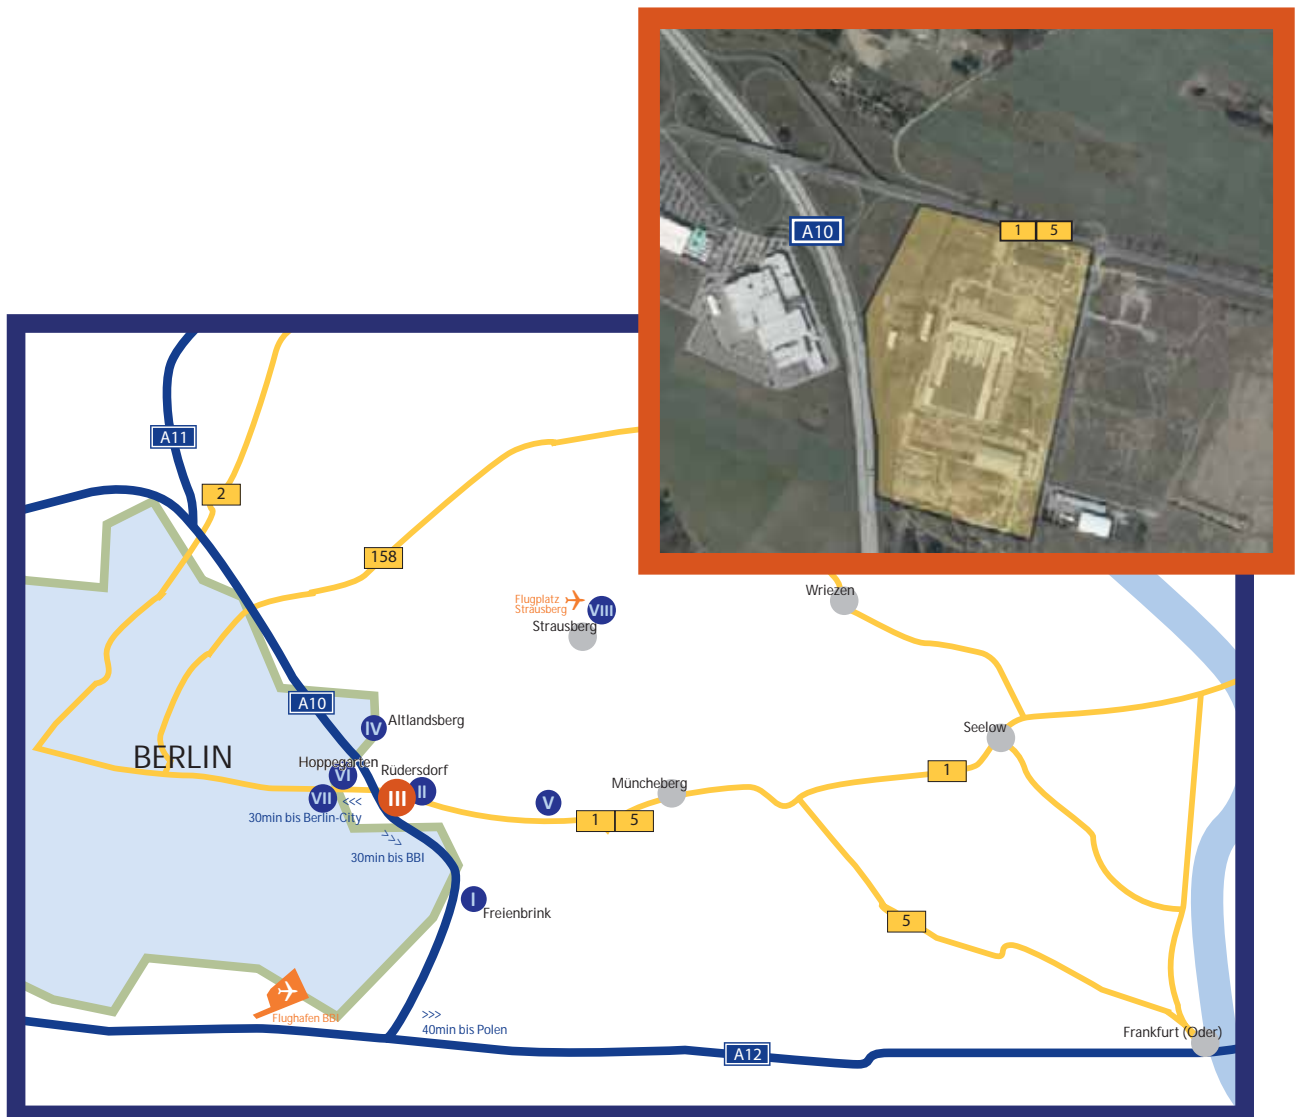 A10
1 5
A11
2
158
Flugplatz
Strausberg
VIII
Strausberg
Wriezen
A10
IV
Altlandsberg
Seelow
BERLIN
Hoppegarten
VI
Rüdersdorf
III
II
VII
<<<
30min bis Berlin-City
>>>
30min bis BBI
V
Müncheberg
1
1 5
I
Freienbrink
5
Flughafen BBI
>>>
40min bis Polen
A12
Frankfurt (Oder)